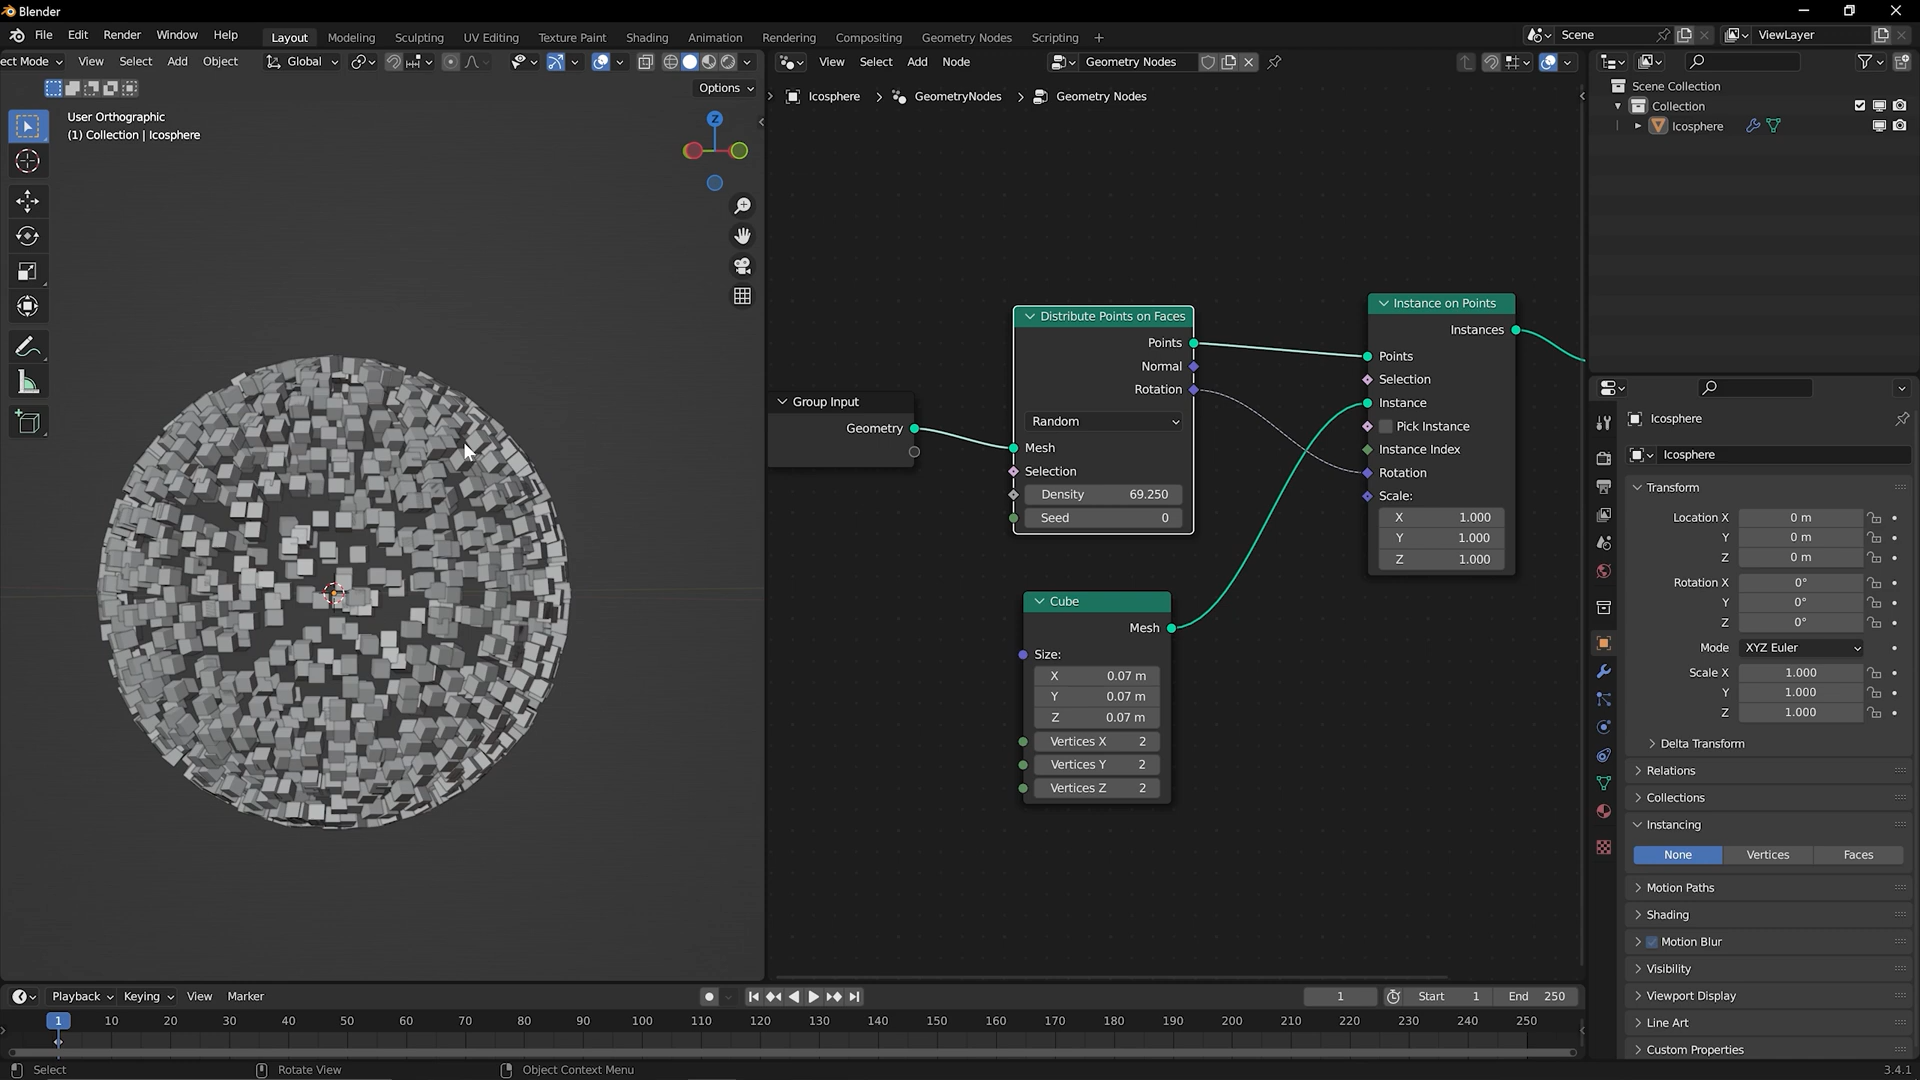 Blender
File Edit Render Window Help Layout Modeling Sculpting UV Editing Texture Paint Shading Animation Rendering Compositing Geometry Nodes Scripting + Scene ViewLayer
ect Mode View Select Add Object Global
View Select Add Node Geometry Nodes
Options
Icosphere > GeometryNodes > Geometry Nodes
User Orthographic
(1) Collection | Icosphere
Z
Group Input
Geometry
Distribute Points on Faces
Points
Normal
Rotation
Random
Mesh
Selection
Density 69.250
Seed 0
Cube
Mesh
Size:
X 0.07 m
Y 0.07 m
Z 0.07 m
Vertices X 2
Vertices Y 2
Vertices Z 2
Instance on Points
Instances
Points
Selection
Instance
Pick Instance
Instance Index
Rotation
Scale:
X 1.000
Y 1.000
Z 1.000
Scene Collection
Collection
Icosphere
Icosphere
Icosphere
Transform
Location X 0 m
Y 0 m
Z 0 m
Rotation X 0°
Y 0°
Z 0°
Mode XYZ Euler
Scale X 1.000
Y 1.000
Z 1.000
Delta Transform
Relations
Collections
Instancing
None Vertices Faces
Motion Paths
Shading
Motion Blur
Visibility
Viewport Display
Line Art
Custom Properties
Playback Keying View Marker 1 Start 1 End 250
1 10 20 30 40 50 60 70 80 90 100 110 120 130 140 150 160 170 180 190 200 210 220 230 240 250
Select Rotate View Object Context Menu 3.4.1